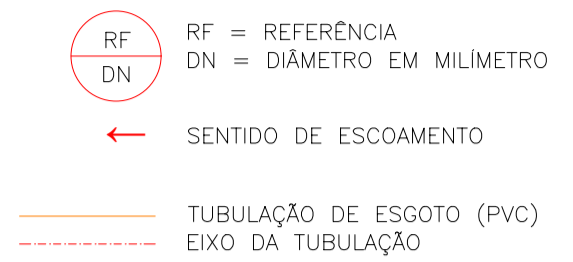 RF
DN
RF = REFERÊNCIA
DN = DIÂMETRO EM MILÍMETRO
SENTIDO DE ESCOAMENTO
TUBULAÇÃO DE ESGOTO (PVC)
EIXO DA TUBULAÇÃO